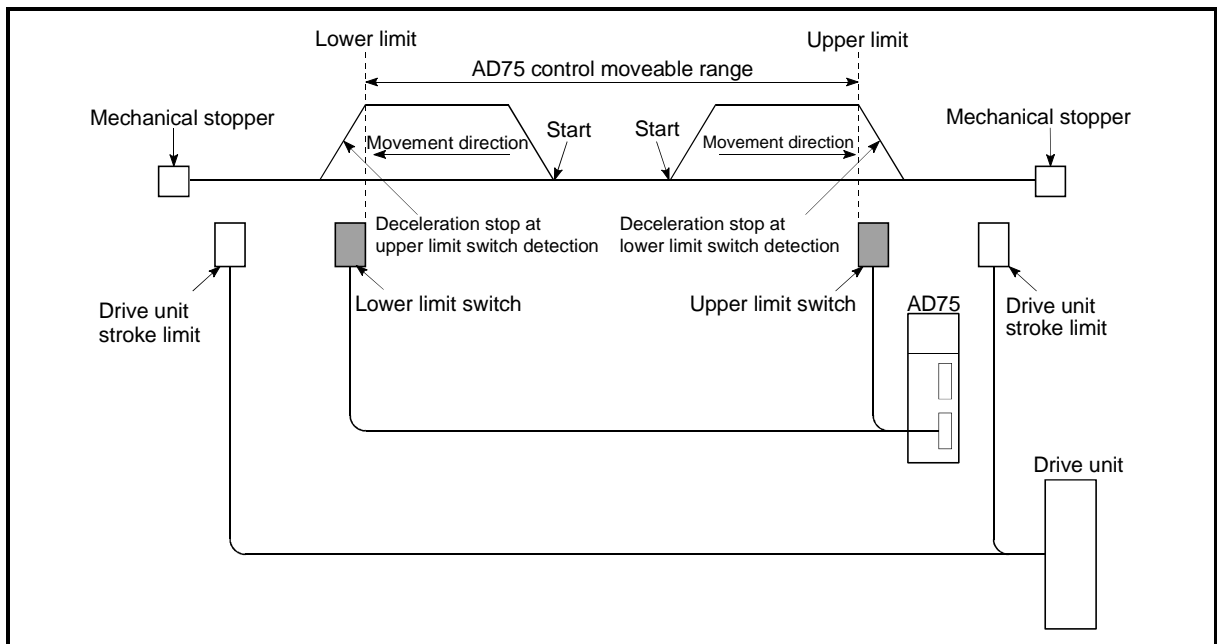 Lower limit
Upper limit
AD75 control moveable range
Mechanical stopper
Start
Start
Mechanical stopper
Movement direction
Movement direction
Deceleration stop at
upper limit switch detection
Deceleration stop at
lower limit switch detection
Drive unit
stroke limit
Lower limit switch
Upper limit switch
AD75
Drive unit
stroke limit
Drive unit